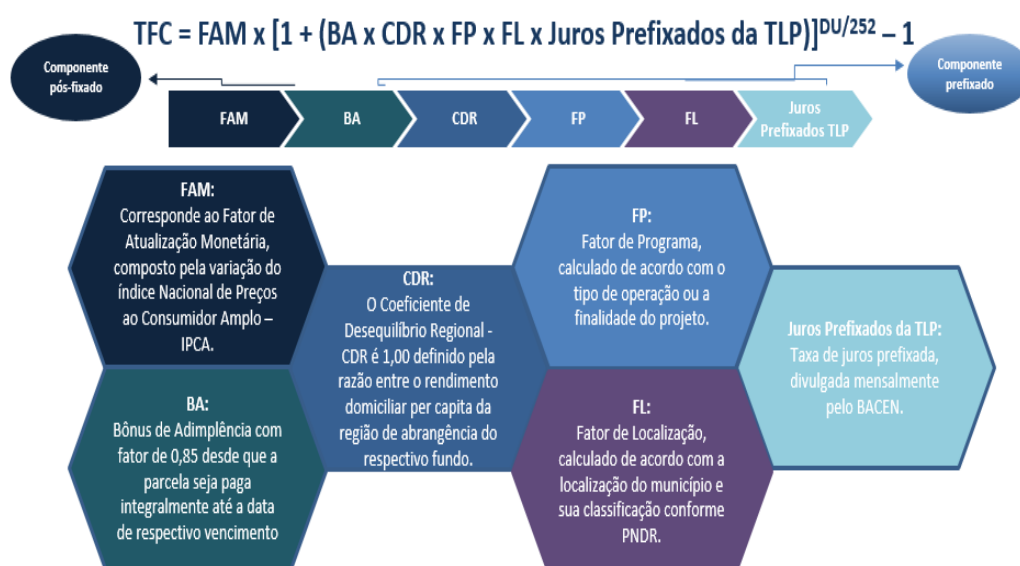 TFC = FAM x [1 + (BA x CDR x FP x FL x Juros Prefixados da TLP)]^DU/252 – 1
Componente
pós-fixado
Componente
prefixado
FAM
BA
CDR
FP
FL
Juros
Prefixados TLP
FAM:
Corresponde ao Fator de
Atualização Monetária,
composto pela variação do
índice Nacional de Preços
ao Consumidor Amplo –
IPCA.
BA:
Bônus de Adimplência com
fator de 0,85 desde que a
parcela seja paga
integralmente até a data
de respectivo vencimento
CDR:
O Coeficiente de
Desequilíbrio Regional -
CDR é 1,00 definido pela
razão entre o rendimento
domiciliar per capita da
região de abrangência do
respectivo fundo.
FP:
Fator de Programa,
calculado de acordo com o
tipo de operação ou a
finalidade do projeto.
FL:
Fator de Localização,
calculado de acordo com a
localização do município e
sua classificação conforme
PNDR.
Juros Prefixados da TLP:
Taxa de juros prefixada,
divulgada mensalmente
pelo BACEN.